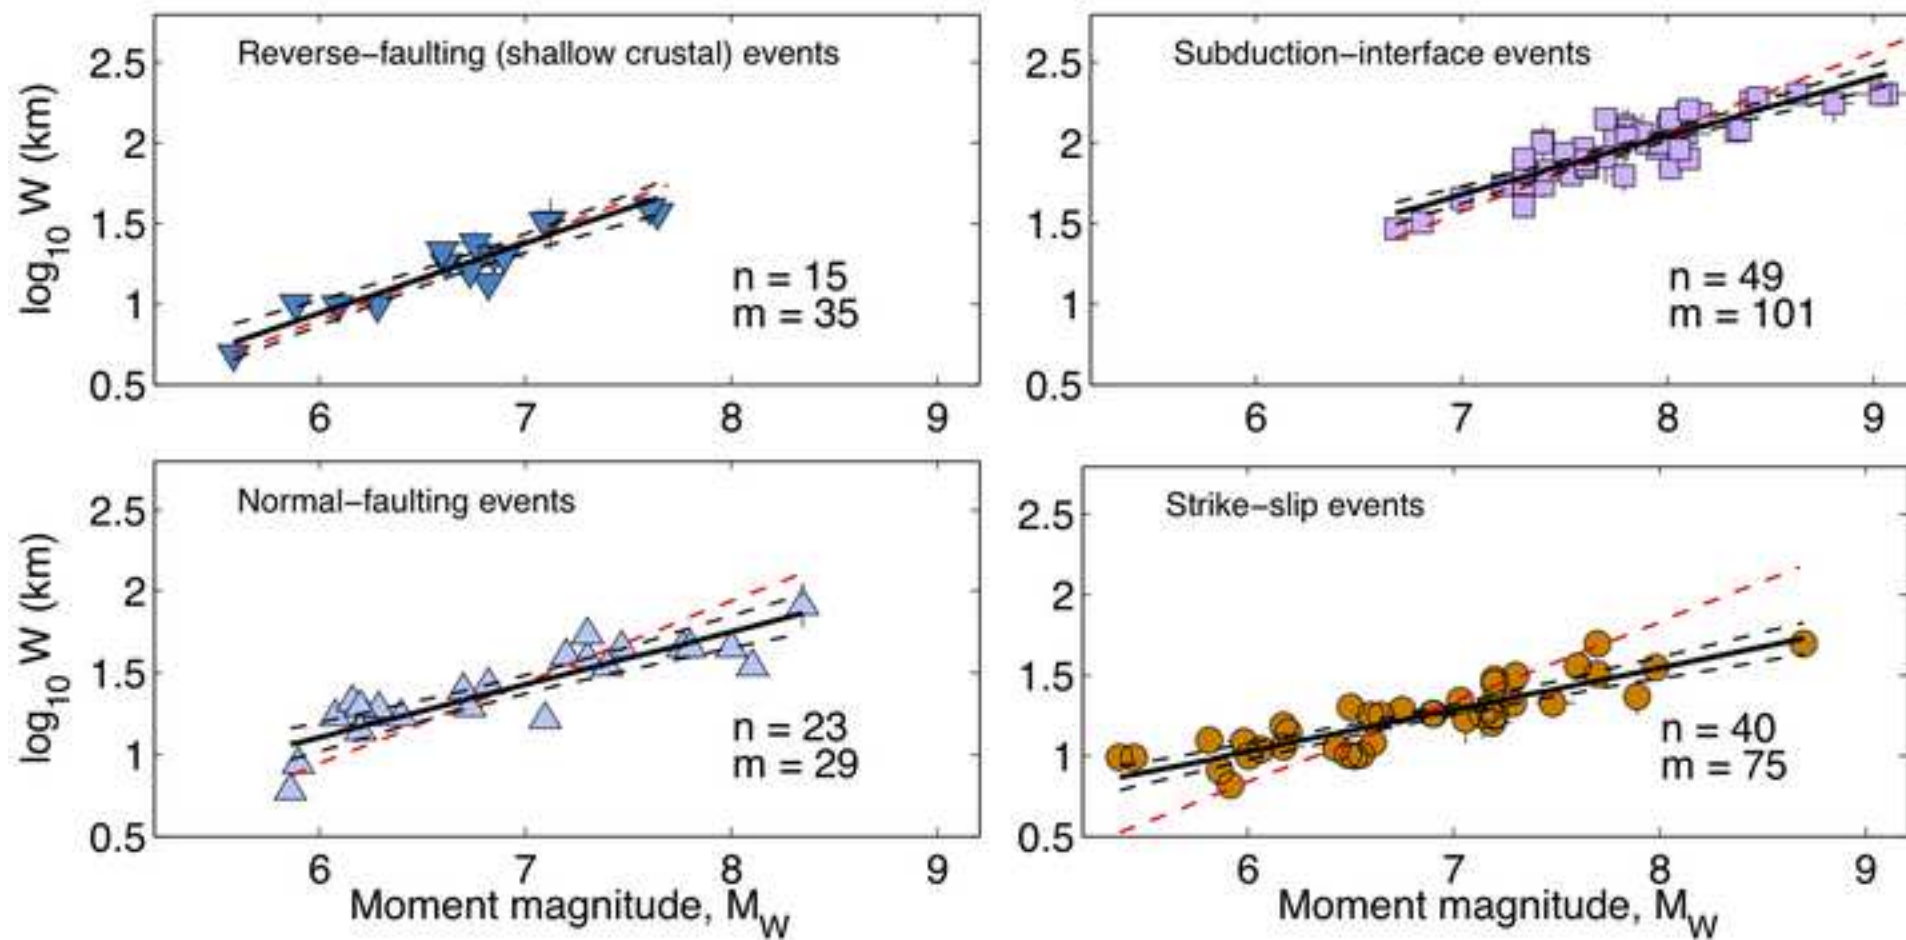 Reverse−faulting (shallow crustal) events
2.5
2
1.5
1
0.5
log10 W (km)
n = 15
m = 35
6 7 8 9
Subduction−interface events
2.5
2
1.5
1
0.5
n = 49
m = 101
6 7 8 9
Normal−faulting events
2.5
2
1.5
1
0.5
log10 W (km)
n = 23
m = 29
6 7 8 9
Moment magnitude, MW
Strike−slip events
2.5
2
1.5
1
0.5
n = 40
m = 75
6 7 8 9
Moment magnitude, MW